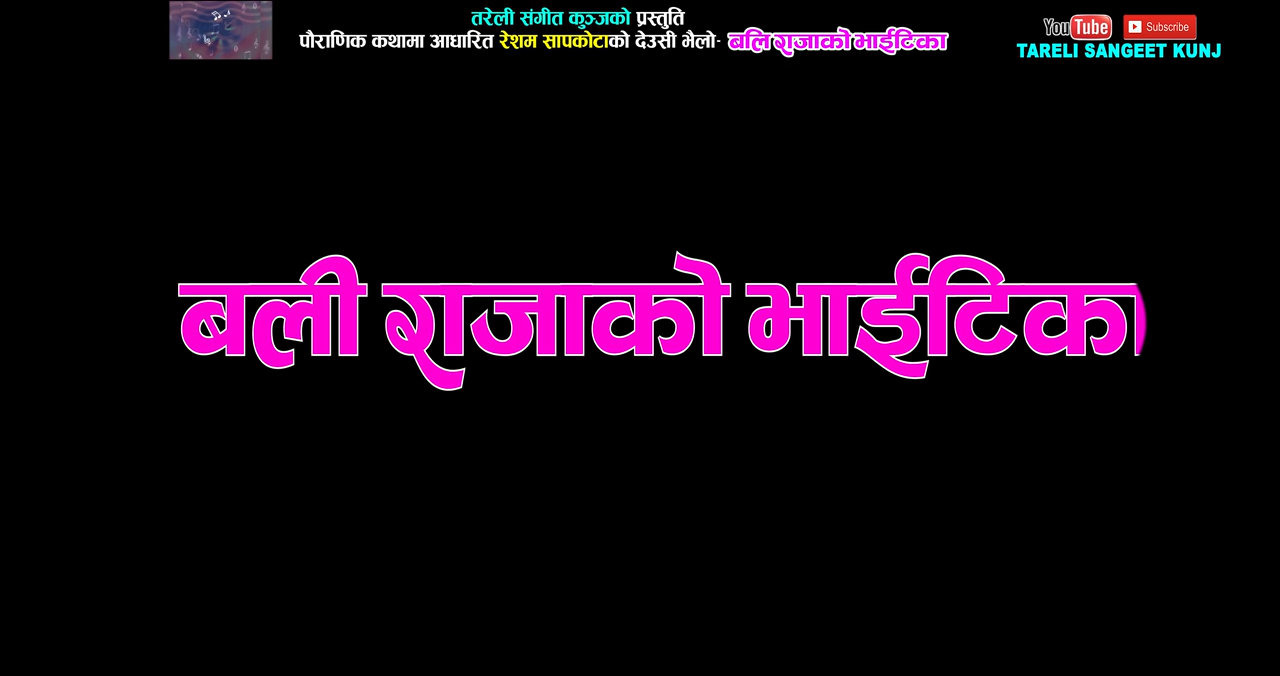 तरेली संगीत कुञ्जको प्रस्तुति
पौराणिक कथामा आधारित रेशम सापकोटाको देउसी भैलो- बलि राजाको भाईटिका
YouTube Subscribe
TARELI SANGEET KUNJ
बली राजाको भाईटिका